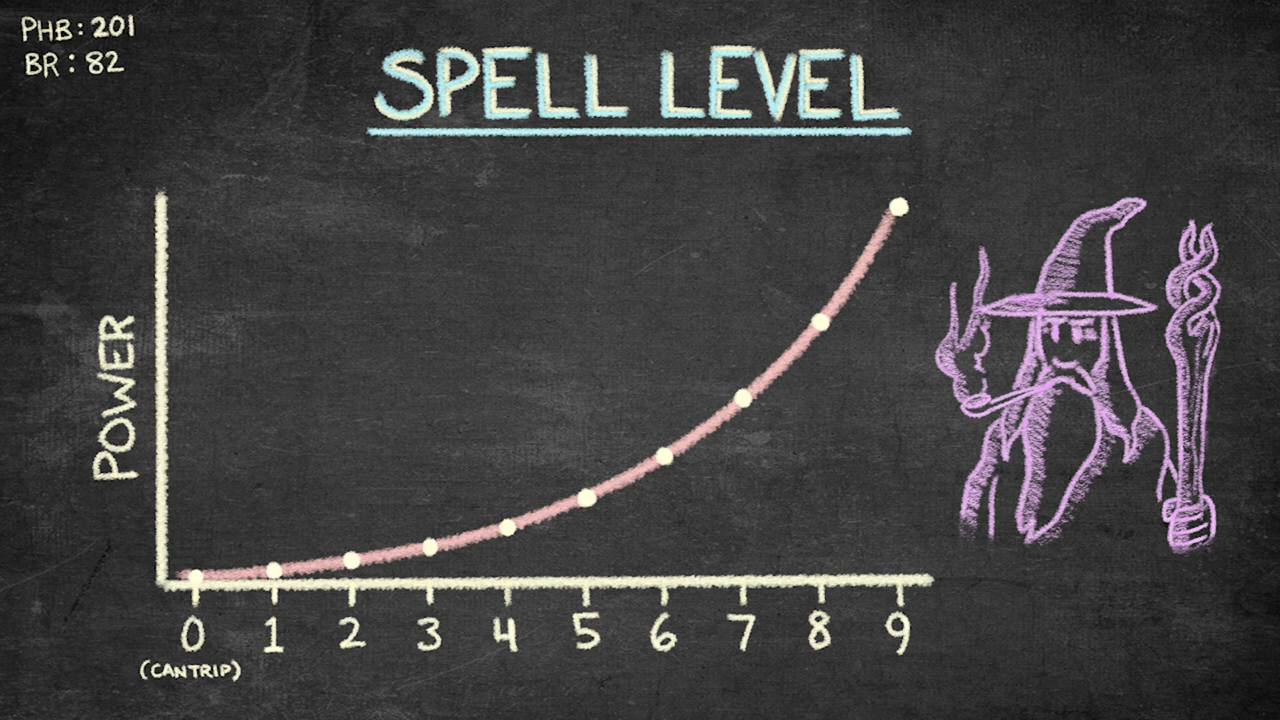 PHB: 201
BR: 82
SPELL LEVEL
POWER
0 1 2 3 4 5 6 7 8 9
(CANTRIP)